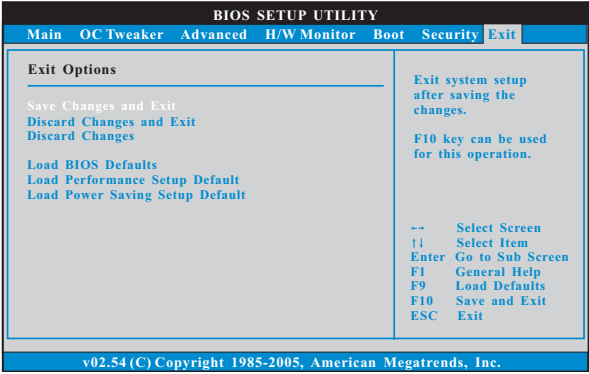 BIOS SETUP UTILITY
Main OC Tweaker Advanced H/W Monitor Boot Security Exit
Exit Options
Save Changes and Exit
Discard Changes and Exit
Discard Changes
Load BIOS Defaults
Load Performance Setup Default
Load Power Saving Setup Default
Exit system setup
after saving the
changes.
F10 key can be used
for this operation.
←→ Select Screen
↑↓ Select Item
Enter Go to Sub Screen
F1 General Help
F9 Load Defaults
F10 Save and Exit
ESC Exit
v02.54 (C) Copyright 1985-2005, American Megatrends, Inc.